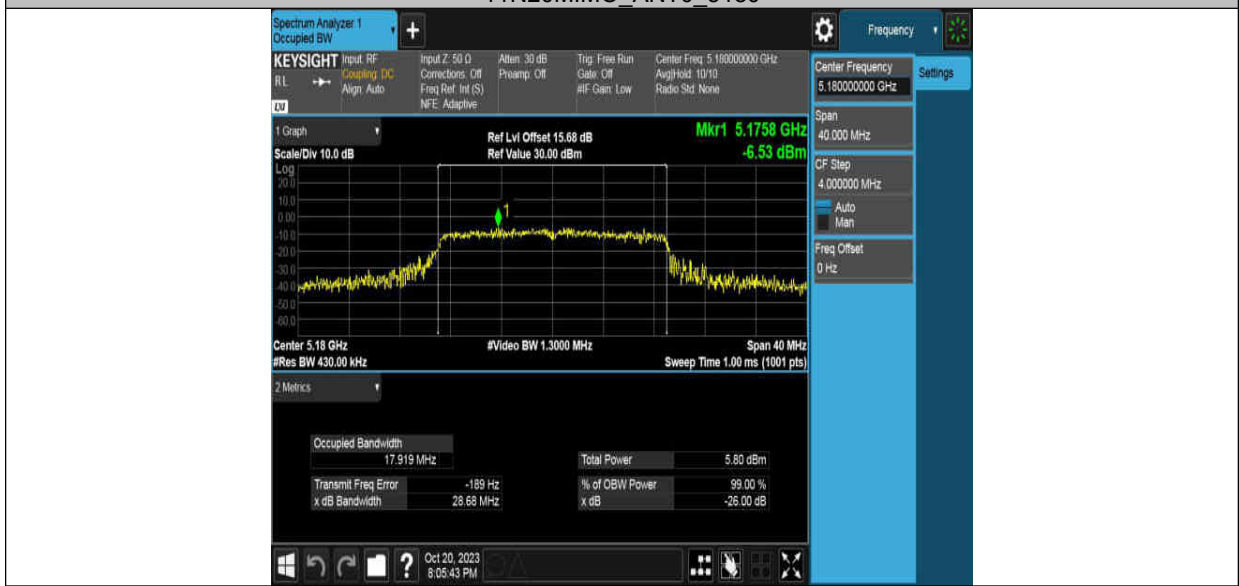 Spectrum Analyzer 1
Occupied BW
+
Frequency
KEYSIGHT
RL
LXI
Input: RF
Coupling: DC
Align: Auto
Input Z: 50 Ω
Corrections: Off
Freq Ref: Int (S)
NFE: Adaptive
Atten: 30 dB
Preamp: Off
Trig: Free Run
Gate: Off
#IF Gain: Low
Center Freq: 5.180000000 GHz
Avg|Hold: 10/10
Radio Std: None
Center Frequency
5.180000000 GHz
Settings
Span
40.000 MHz
CF Step
4.000000 MHz
Auto
Man
Freq Offset
0 Hz
1 Graph
Scale/Div 10.0 dB
Ref Lvl Offset 15.68 dB
Ref Value 30.00 dBm
Mkr1 5.1758 GHz
-6.53 dBm
Log
20.0
10.0
0.00
-10.0
-20.0
-30.0
-40.0
-50.0
-60.0
1
Center 5.18 GHz
#Res BW 430.00 kHz
#Video BW 1.3000 MHz
Span 40 MHz
Sweep Time 1.00 ms (1001 pts)
2 Metrics
Occupied Bandwidth
17.919 MHz
Total Power 5.80 dBm
Transmit Freq Error -189 Hz
% of OBW Power 99.00 %
x dB Bandwidth 28.68 MHz
x dB -26.00 dB
?
Oct 20, 2023
8:05:43 PM